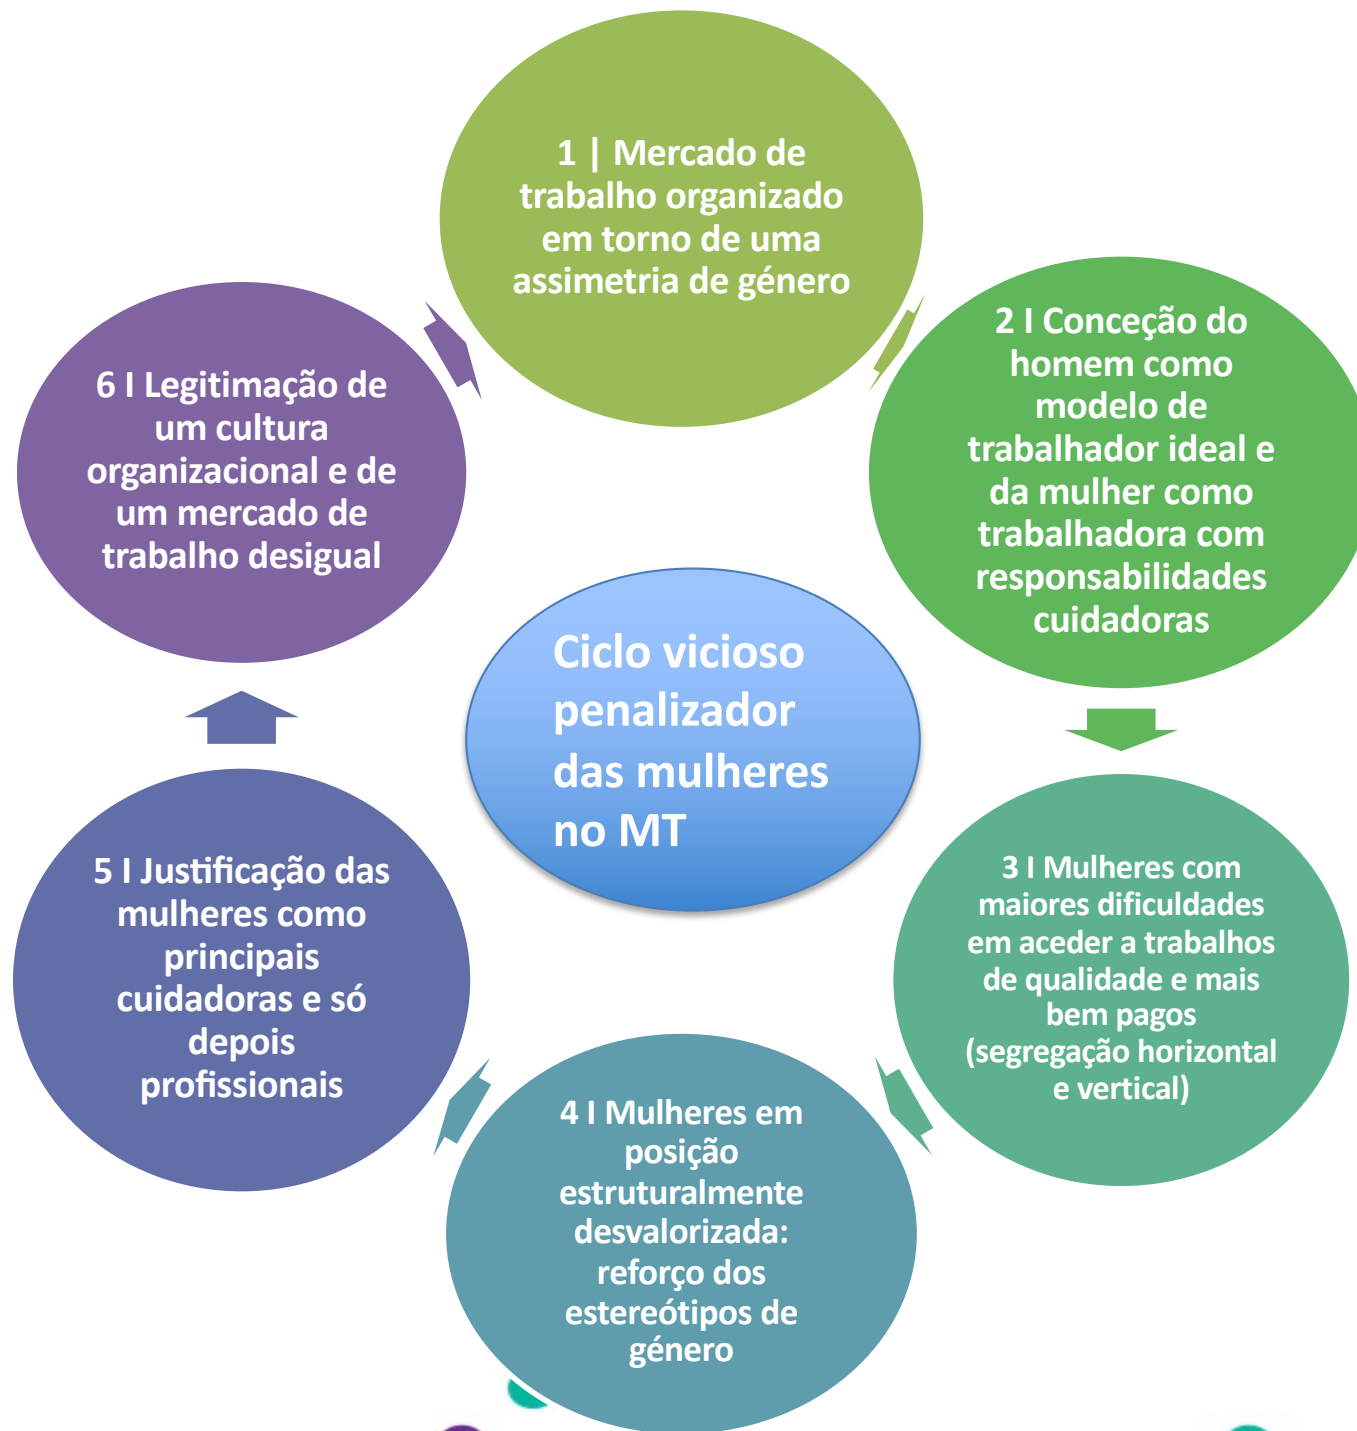 1 | Mercado de
trabalho organizado
em torno de uma
assimetria de género
2 I Conceção do
homem como
modelo de
trabalhador ideal e
da mulher como
trabalhadora com
responsabilidades
cuidadoras
3 I Mulheres com
maiores dificuldades
em aceder a trabalhos
de qualidade e mais
bem pagos
(segregação horizontal
e vertical)
4 I Mulheres em
posição
estruturalmente
desvalorizada:
reforço dos
estereótipos de
género
5 I Justificação das
mulheres como
principais
cuidadoras e só
depois
profissionais
6 I Legitimação de
um cultura
organizacional e de
um mercado de
trabalho desigual
Ciclo vicioso
penalizador
das mulheres
no MT